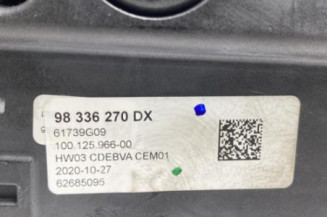 98 336 270 DX
61739G09
100.125.966-00
HW03 CDEBVA CEM01
2020-10-27
62685095